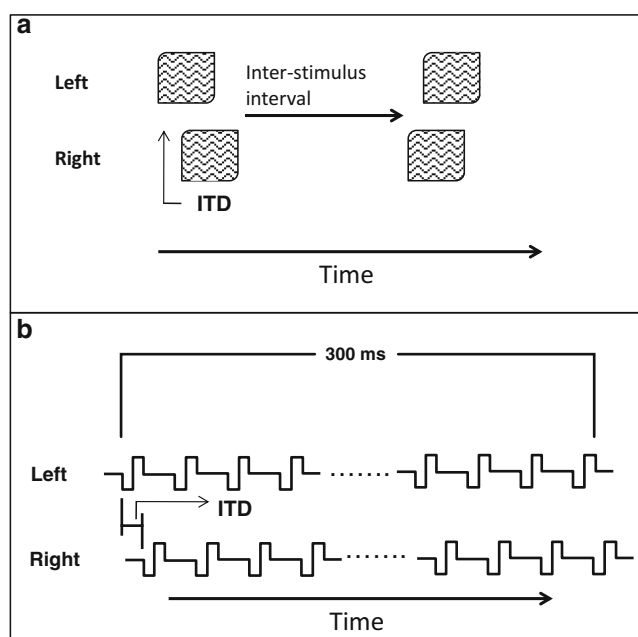 a
Left
Inter-stimulus
interval
Right
ITD
Time
b
300 ms
Left
ITD
Right
Time